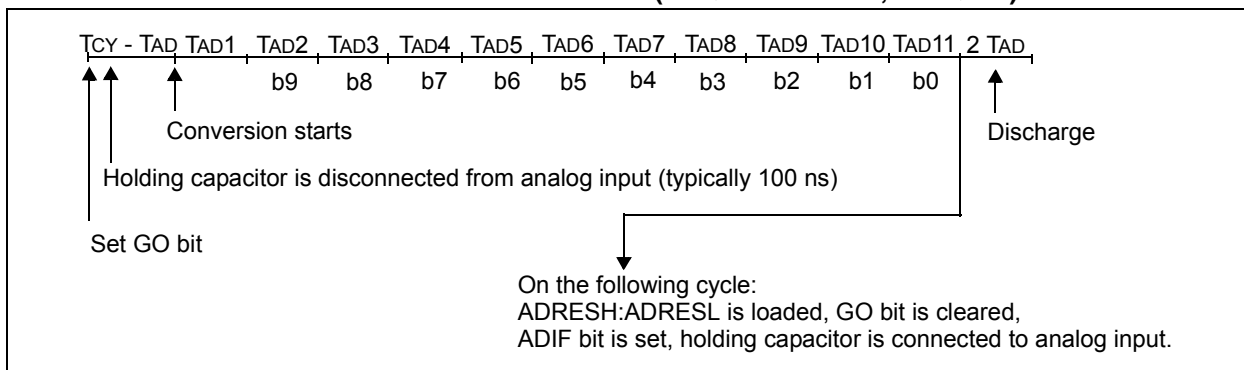 TCY - TAD TAD1 TAD2 TAD3 TAD4 TAD5 TAD6 TAD7 TAD8 TAD9 TAD10 TAD11 2 TAD
b9 b8 b7 b6 b5 b4 b3 b2 b1 b0
Conversion starts
Discharge
Holding capacitor is disconnected from analog input (typically 100 ns)
Set GO bit
On the following cycle:
ADRESH:ADRESL is loaded, GO bit is cleared,
ADIF bit is set, holding capacitor is connected to analog input.